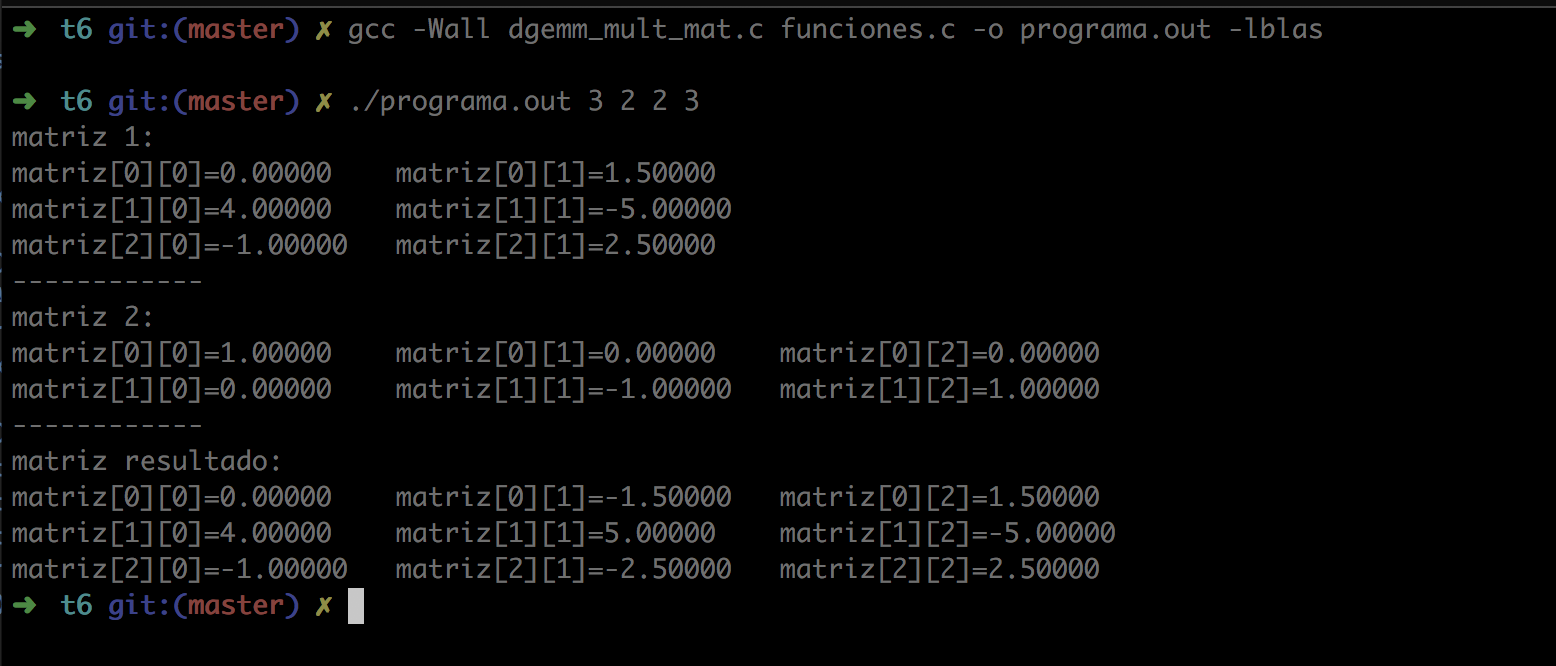 ➜ t6 git:(master) ✗ gcc -Wall dgemm_mult_mat.c funciones.c -o programa.out -lblas
➜ t6 git:(master) ✗ ./programa.out 3 2 2 3
matriz 1:
matriz[0][0]=0.00000 matriz[0][1]=1.50000
matriz[1][0]=4.00000 matriz[1][1]=-5.00000
matriz[2][0]=-1.00000 matriz[2][1]=2.50000
------------
matriz 2:
matriz[0][0]=1.00000 matriz[0][1]=0.00000 matriz[0][2]=0.00000
matriz[1][0]=0.00000 matriz[1][1]=-1.00000 matriz[1][2]=1.00000
------------
matriz resultado:
matriz[0][0]=0.00000 matriz[0][1]=-1.50000 matriz[0][2]=1.50000
matriz[1][0]=4.00000 matriz[1][1]=5.00000 matriz[1][2]=-5.00000
matriz[2][0]=-1.00000 matriz[2][1]=-2.50000 matriz[2][2]=2.50000
➜ t6 git:(master) ✗